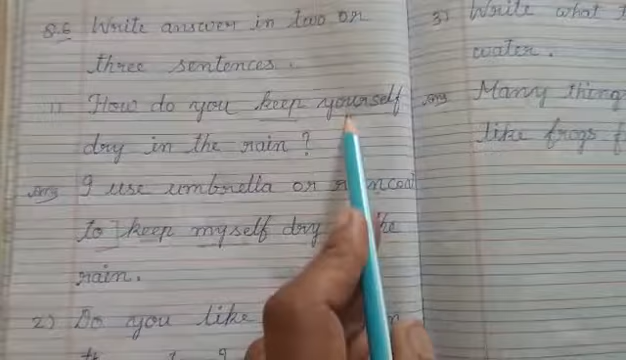 Q.6 Write answer in two or
three sentences.
1) How do you keep yourself
dry in the rain?
Ans I use umbrella or
to] keep myself dry
rain.
2) Do you like
3) Write what
water.
Ans Many thing
like frogs f